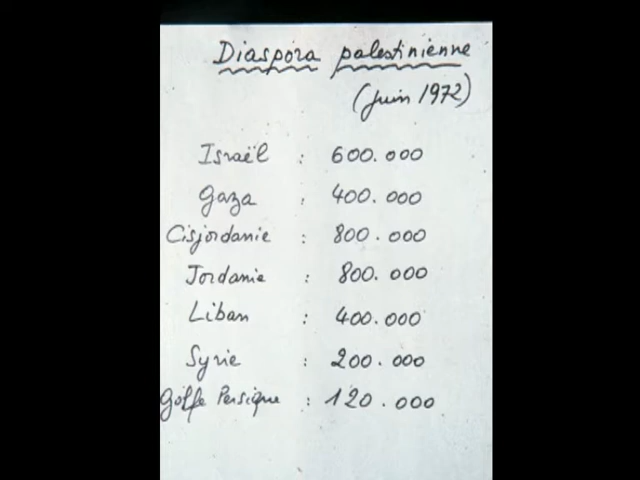 Diaspora palestinienne
(juin 1972)
Israël : 600.000
Gaza : 400.000
Cisjordanie : 800.000
Jordanie : 800.000
Liban : 400.000
Syrie : 200.000
Golfe Persique : 120.000